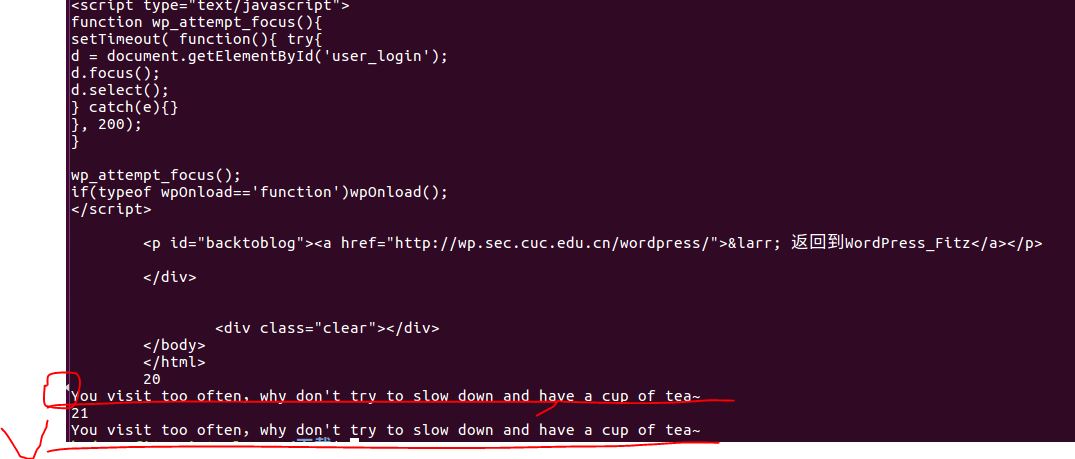 <script type="text/javascript">
function wp_attempt_focus(){
setTimeout( function(){ try{
d = document.getElementById('user_login');
d.focus();
d.select();
} catch(e){}
}, 200);
}
wp_attempt_focus();
if(typeof wpOnload=='function')wpOnload();
</script>
<p id="backtoblog"><a href="http://wp.sec.cuc.edu.cn/wordpress/">&larr; 返回到WordPress_Fitz</a></p>
</div>
<div class="clear"></div>
</body>
</html>
20
You visit too often, why don't try to slow down and have a cup of tea~
21
You visit too often, why don't try to slow down and have a cup of tea~